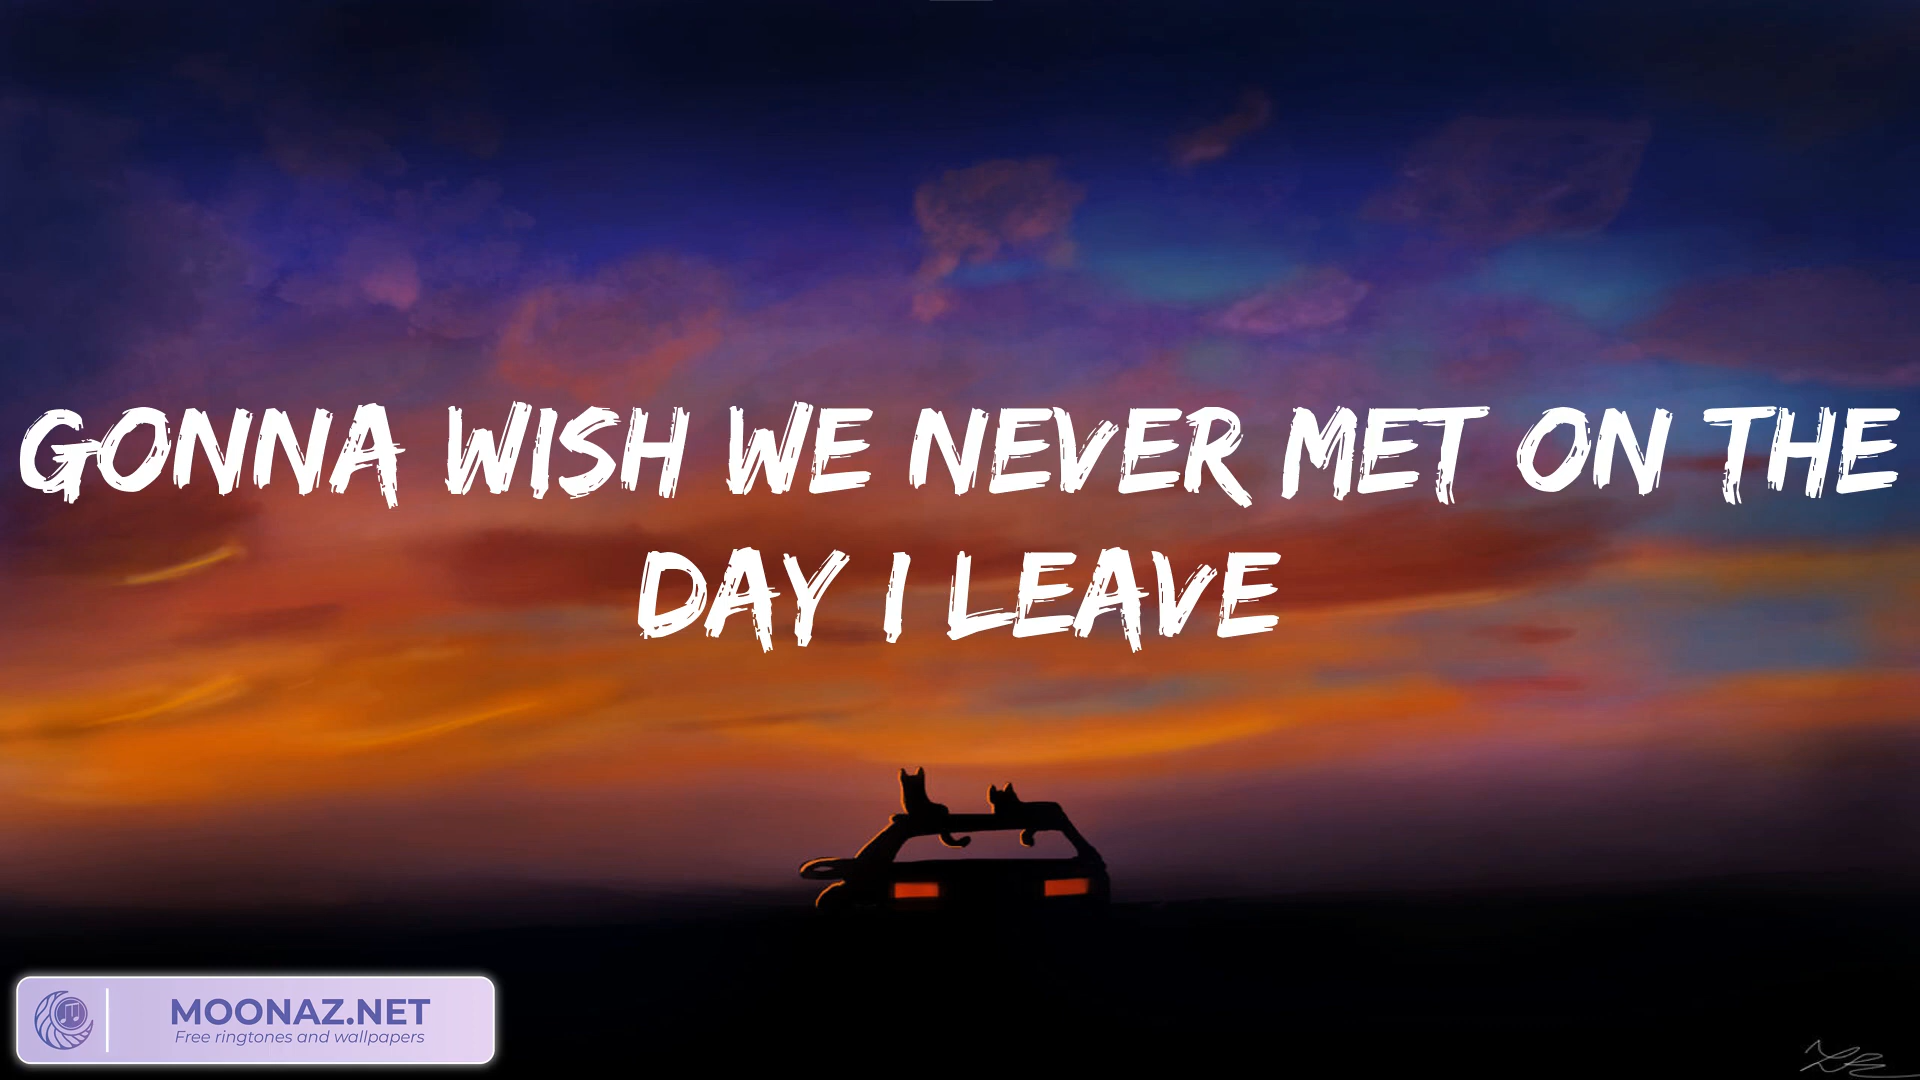 GONNA WISH WE NEVER MET ON THE
DAY I LEAVE
MOONAZ.NET
Free ringtones and wallpapers